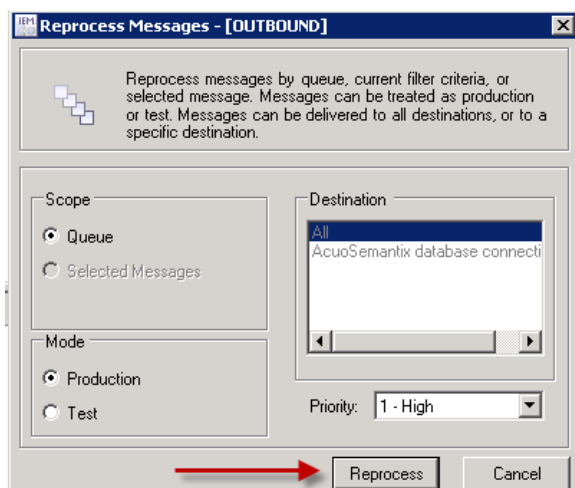 IEM
Reprocess Messages - [OUTBOUND]
Reprocess messages by queue, current filter criteria, or
selected message. Messages can be treated as production
or test. Messages can be delivered to all destinations, or to a
specific destination.
Scope
Queue
Selected Messages
Mode
Production
Test
Destination
All
AcuoSemantix database connecti
Priority: 1 - High
Reprocess Cancel